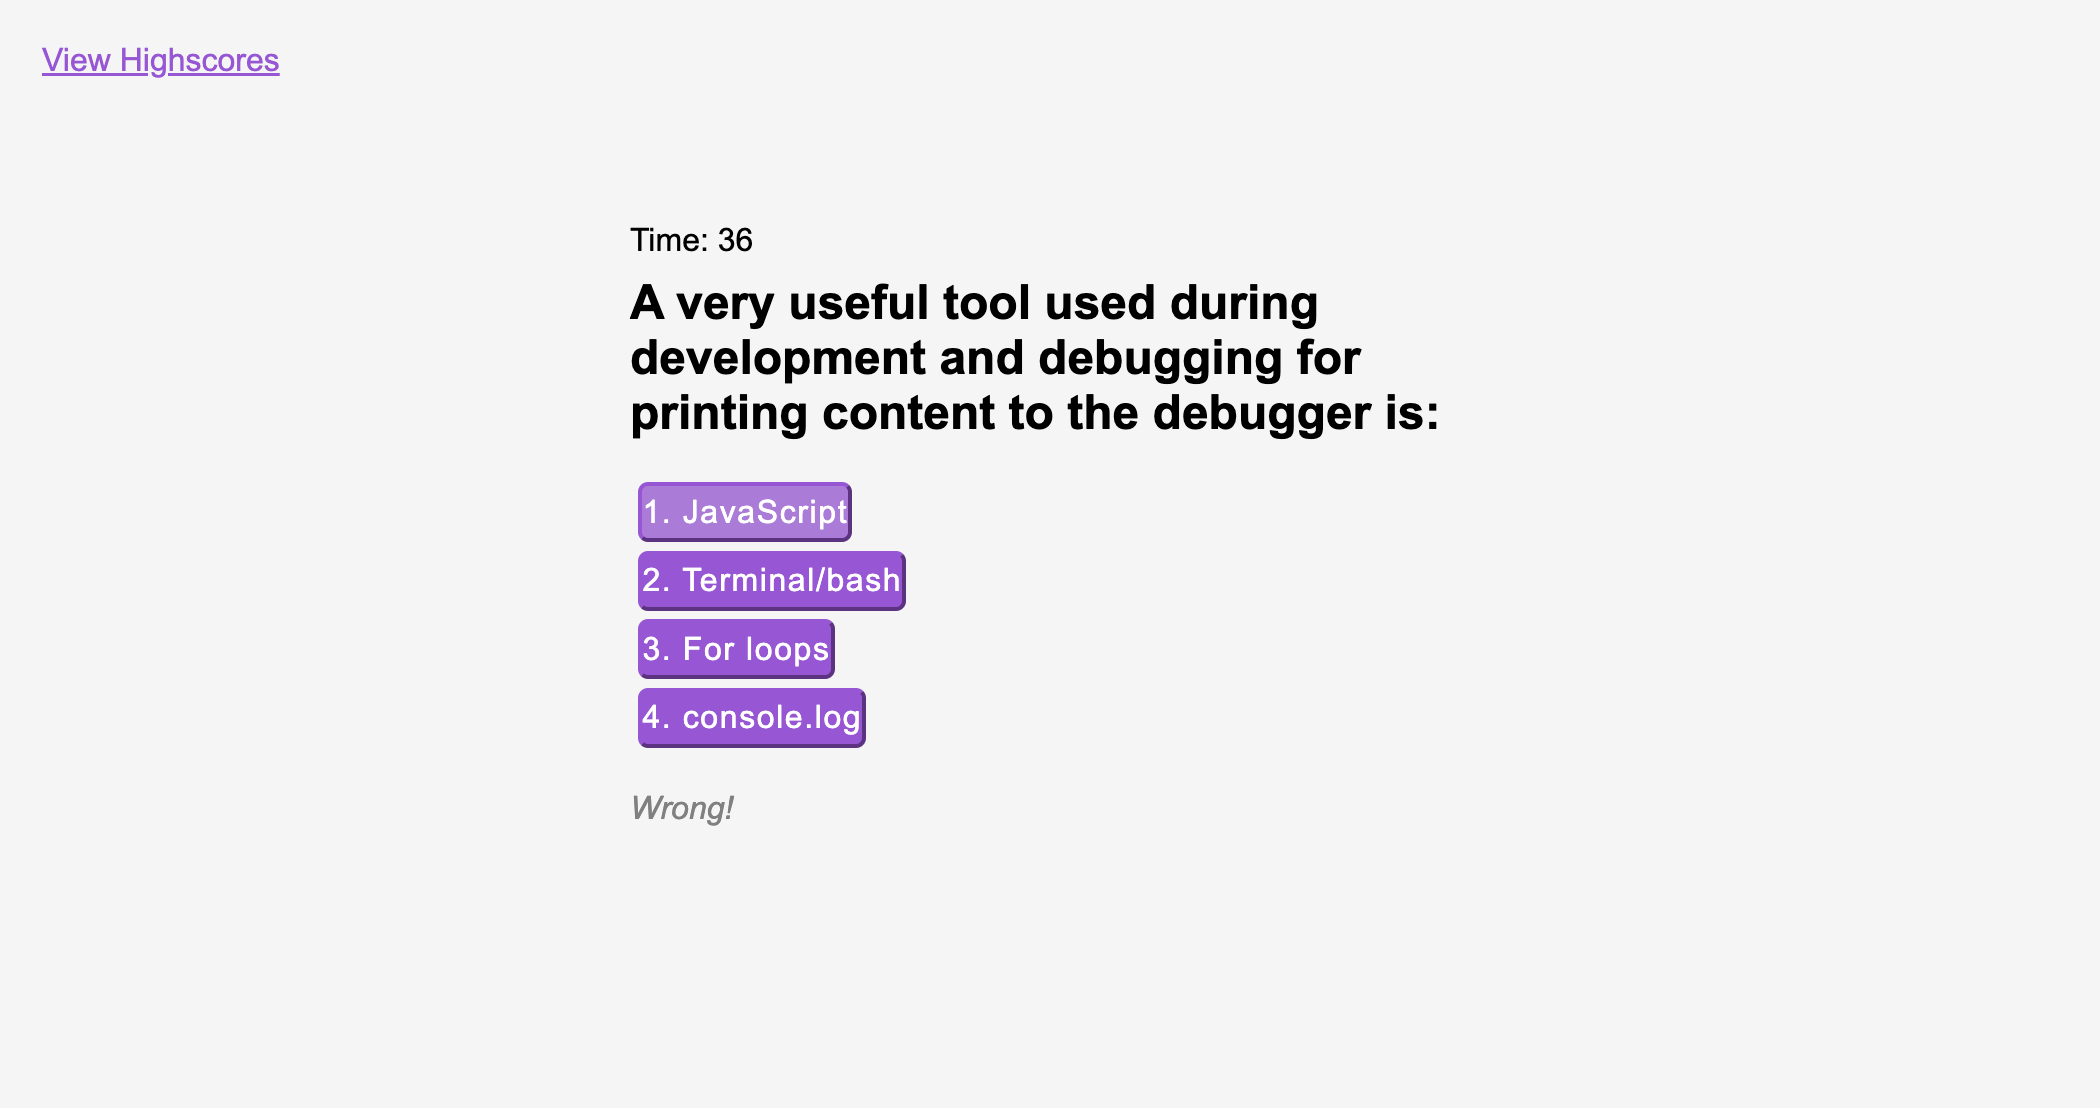 View Highscores
Time: 36
A very useful tool used during
development and debugging for
printing content to the debugger is:
1. JavaScript
2. Terminal/bash
3. For loops
4. console.log
Wrong!